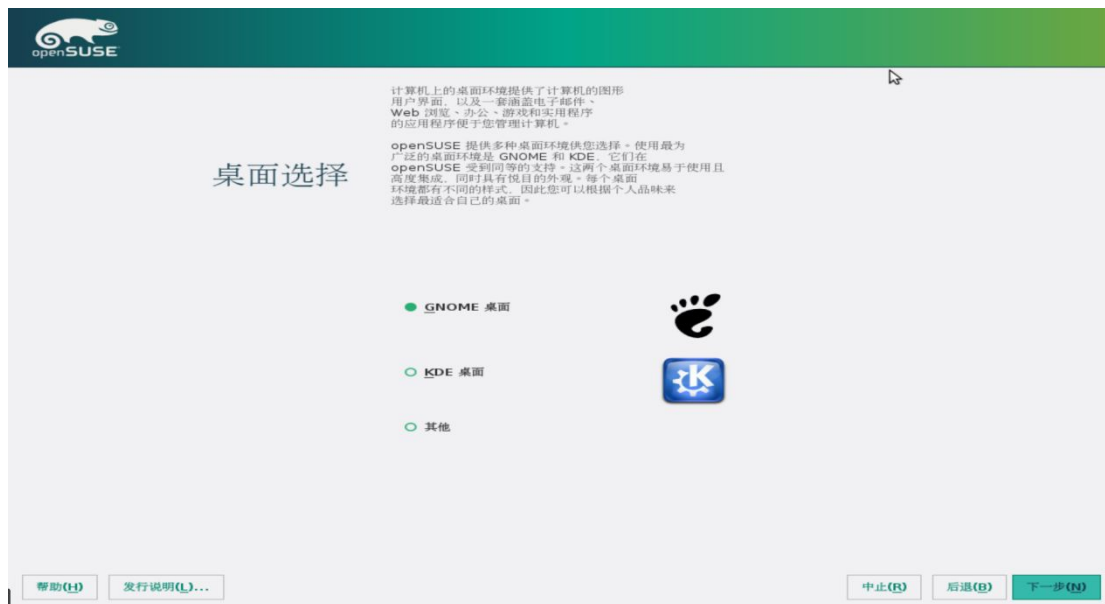 openSUSE
计算机上的桌面环境提供了计算机的图形
用户界面，以及一套涵盖电子邮件、
Web 浏览、办公、游戏和实用程序
的应用程序便于您管理计算机。
openSUSE 提供多种桌面环境供您选择。使用最为
广泛的桌面环境是 GNOME 和 KDE，它们在
openSUSE 受到同等的支持。这两个桌面环境易于使用且
高度集成，同时具有悦目的外观。每个桌面
环境都有不同的样式，因此您可以根据个人品味来
选择最适合自己的桌面。
桌面选择
GNOME 桌面
KDE 桌面
其他
帮助(H)
发行说明(L)...
中止(R)
后退(B)
下一步(N)